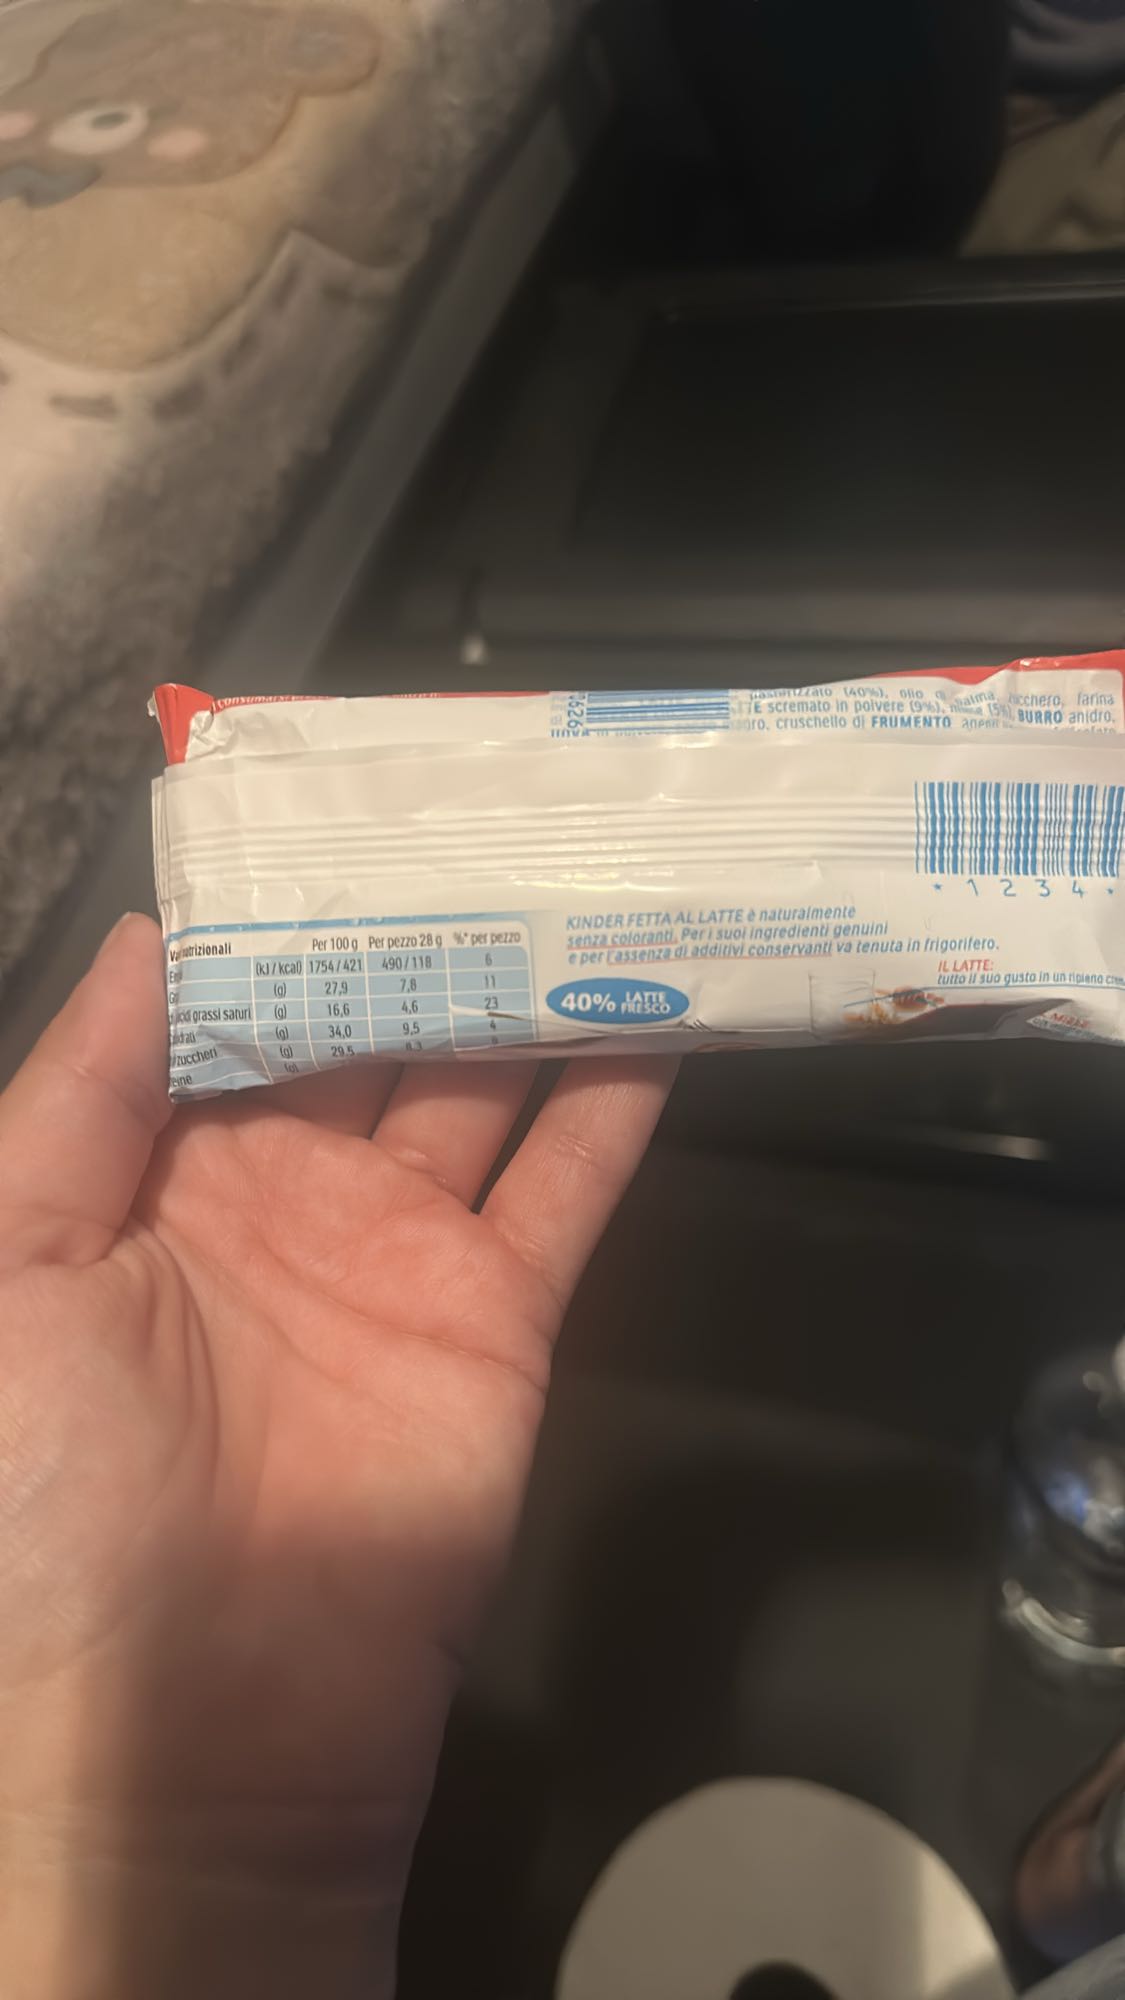 (40%), olio
zucchero, farina
scremato in polvere (9%), (5%), BURRO anidro,
cruschello di FRUMENTO
* 1 2 3 4 *
KINDER FETTA AL LATTE è naturalmente
senza coloranti. Per i suoi ingredienti genuini
e per l'assenza di additivi conservanti va tenuta in frigorifero.
IL LATTE:
tutto il suo gusto in un ripieno
40% LATTE
FRESCO
Per 100 g Per pezzo 28 g %* per pezzo
(kJ / kcal) 1754/421 490/118 6
(g) 27,9 7,8 11
acidi grassi saturi (g) 16,6 4,6 23
(g) 34,0 9,5 4
zuccheri (g) 29,5 8,3
(g)